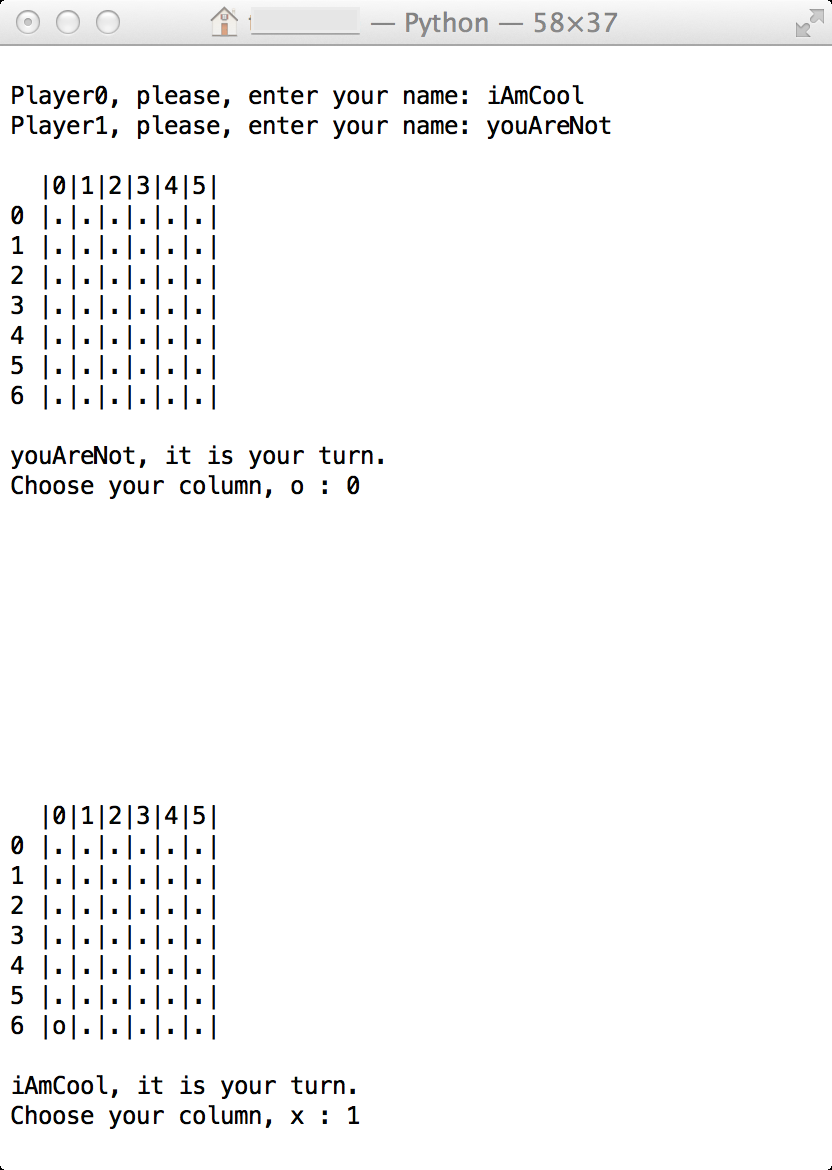 — Python — 58×37
Player0, please, enter your name: iAmCool
Player1, please, enter your name: youAreNot
  |0|1|2|3|4|5|
0 |.|.|.|.|.|.|
1 |.|.|.|.|.|.|
2 |.|.|.|.|.|.|
3 |.|.|.|.|.|.|
4 |.|.|.|.|.|.|
5 |.|.|.|.|.|.|
6 |.|.|.|.|.|.|
youAreNot, it is your turn.
Choose your column, o : 0
  |0|1|2|3|4|5|
0 |.|.|.|.|.|.|
1 |.|.|.|.|.|.|
2 |.|.|.|.|.|.|
3 |.|.|.|.|.|.|
4 |.|.|.|.|.|.|
5 |.|.|.|.|.|.|
6 |o|.|.|.|.|.|
iAmCool, it is your turn.
Choose your column, x : 1